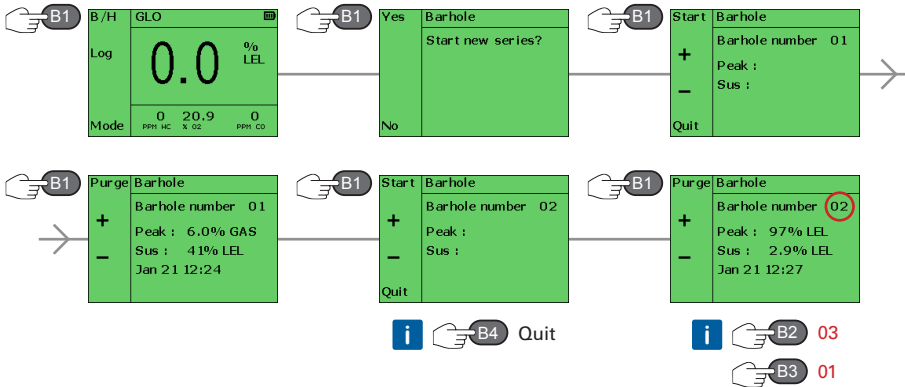 B1
B/H GLO
Log
0.0 % LEL
Mode
0 20.9 0
PPM HC % O2 PPM CO
B1
Yes Barhole
Start new series?
No
B1
Start Barhole
Barhole number 01
+
Peak :
- Sus :
Quit
B1
Purge Barhole
Barhole number 01
+
Peak : 6.0% GAS
- Sus : 41% LEL
Jan 21 12:24
B1
Start Barhole
Barhole number 02
+
Peak :
- Sus :
Quit
B1
Purge Barhole
Barhole number 02
+
Peak : 97% LEL
- Sus : 2.9% LEL
Jan 21 12:27
i B4 Quit
i B2 03
B3 01